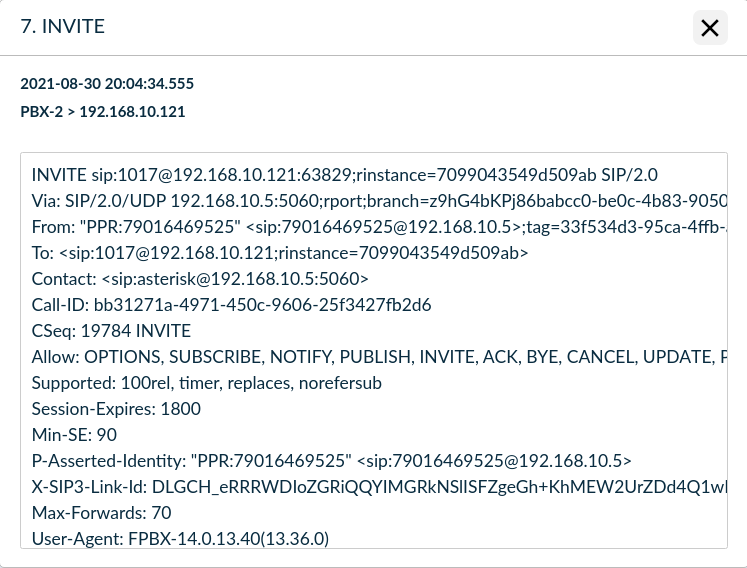 7. INVITE
2021-08-30 20:04:34.555
PBX-2 > 192.168.10.121
INVITE sip:1017@192.168.10.121:63829;rinstance=7099043549d509ab SIP/2.0
Via: SIP/2.0/UDP 192.168.10.5:5060;rport;branch=z9hG4bKPj86babcc0-be0c-4b83-9050
From: "PPR:79016469525" <sip:79016469525@192.168.10.5>;tag=33f534d3-95ca-4ffb-
To: <sip:1017@192.168.10.121;rinstance=7099043549d509ab>
Contact: <sip:asterisk@192.168.10.5:5060>
Call-ID: bb31271a-4971-450c-9606-25f3427fb2d6
CSeq: 19784 INVITE
Allow: OPTIONS, SUBSCRIBE, NOTIFY, PUBLISH, INVITE, ACK, BYE, CANCEL, UPDATE,
Supported: 100rel, timer, replaces, norefersub
Session-Expires: 1800
Min-SE: 90
P-Asserted-Identity: "PPR:79016469525" <sip:79016469525@192.168.10.5>
X-SIP3-Link-Id: DLGCH_eRRRWDIoZGRiQQYIMGRkNSlISFZgeGh+KhMEW2UrZDd4Q1w
Max-Forwards: 70
User-Agent: FPBX-14.0.13.40(13.36.0)